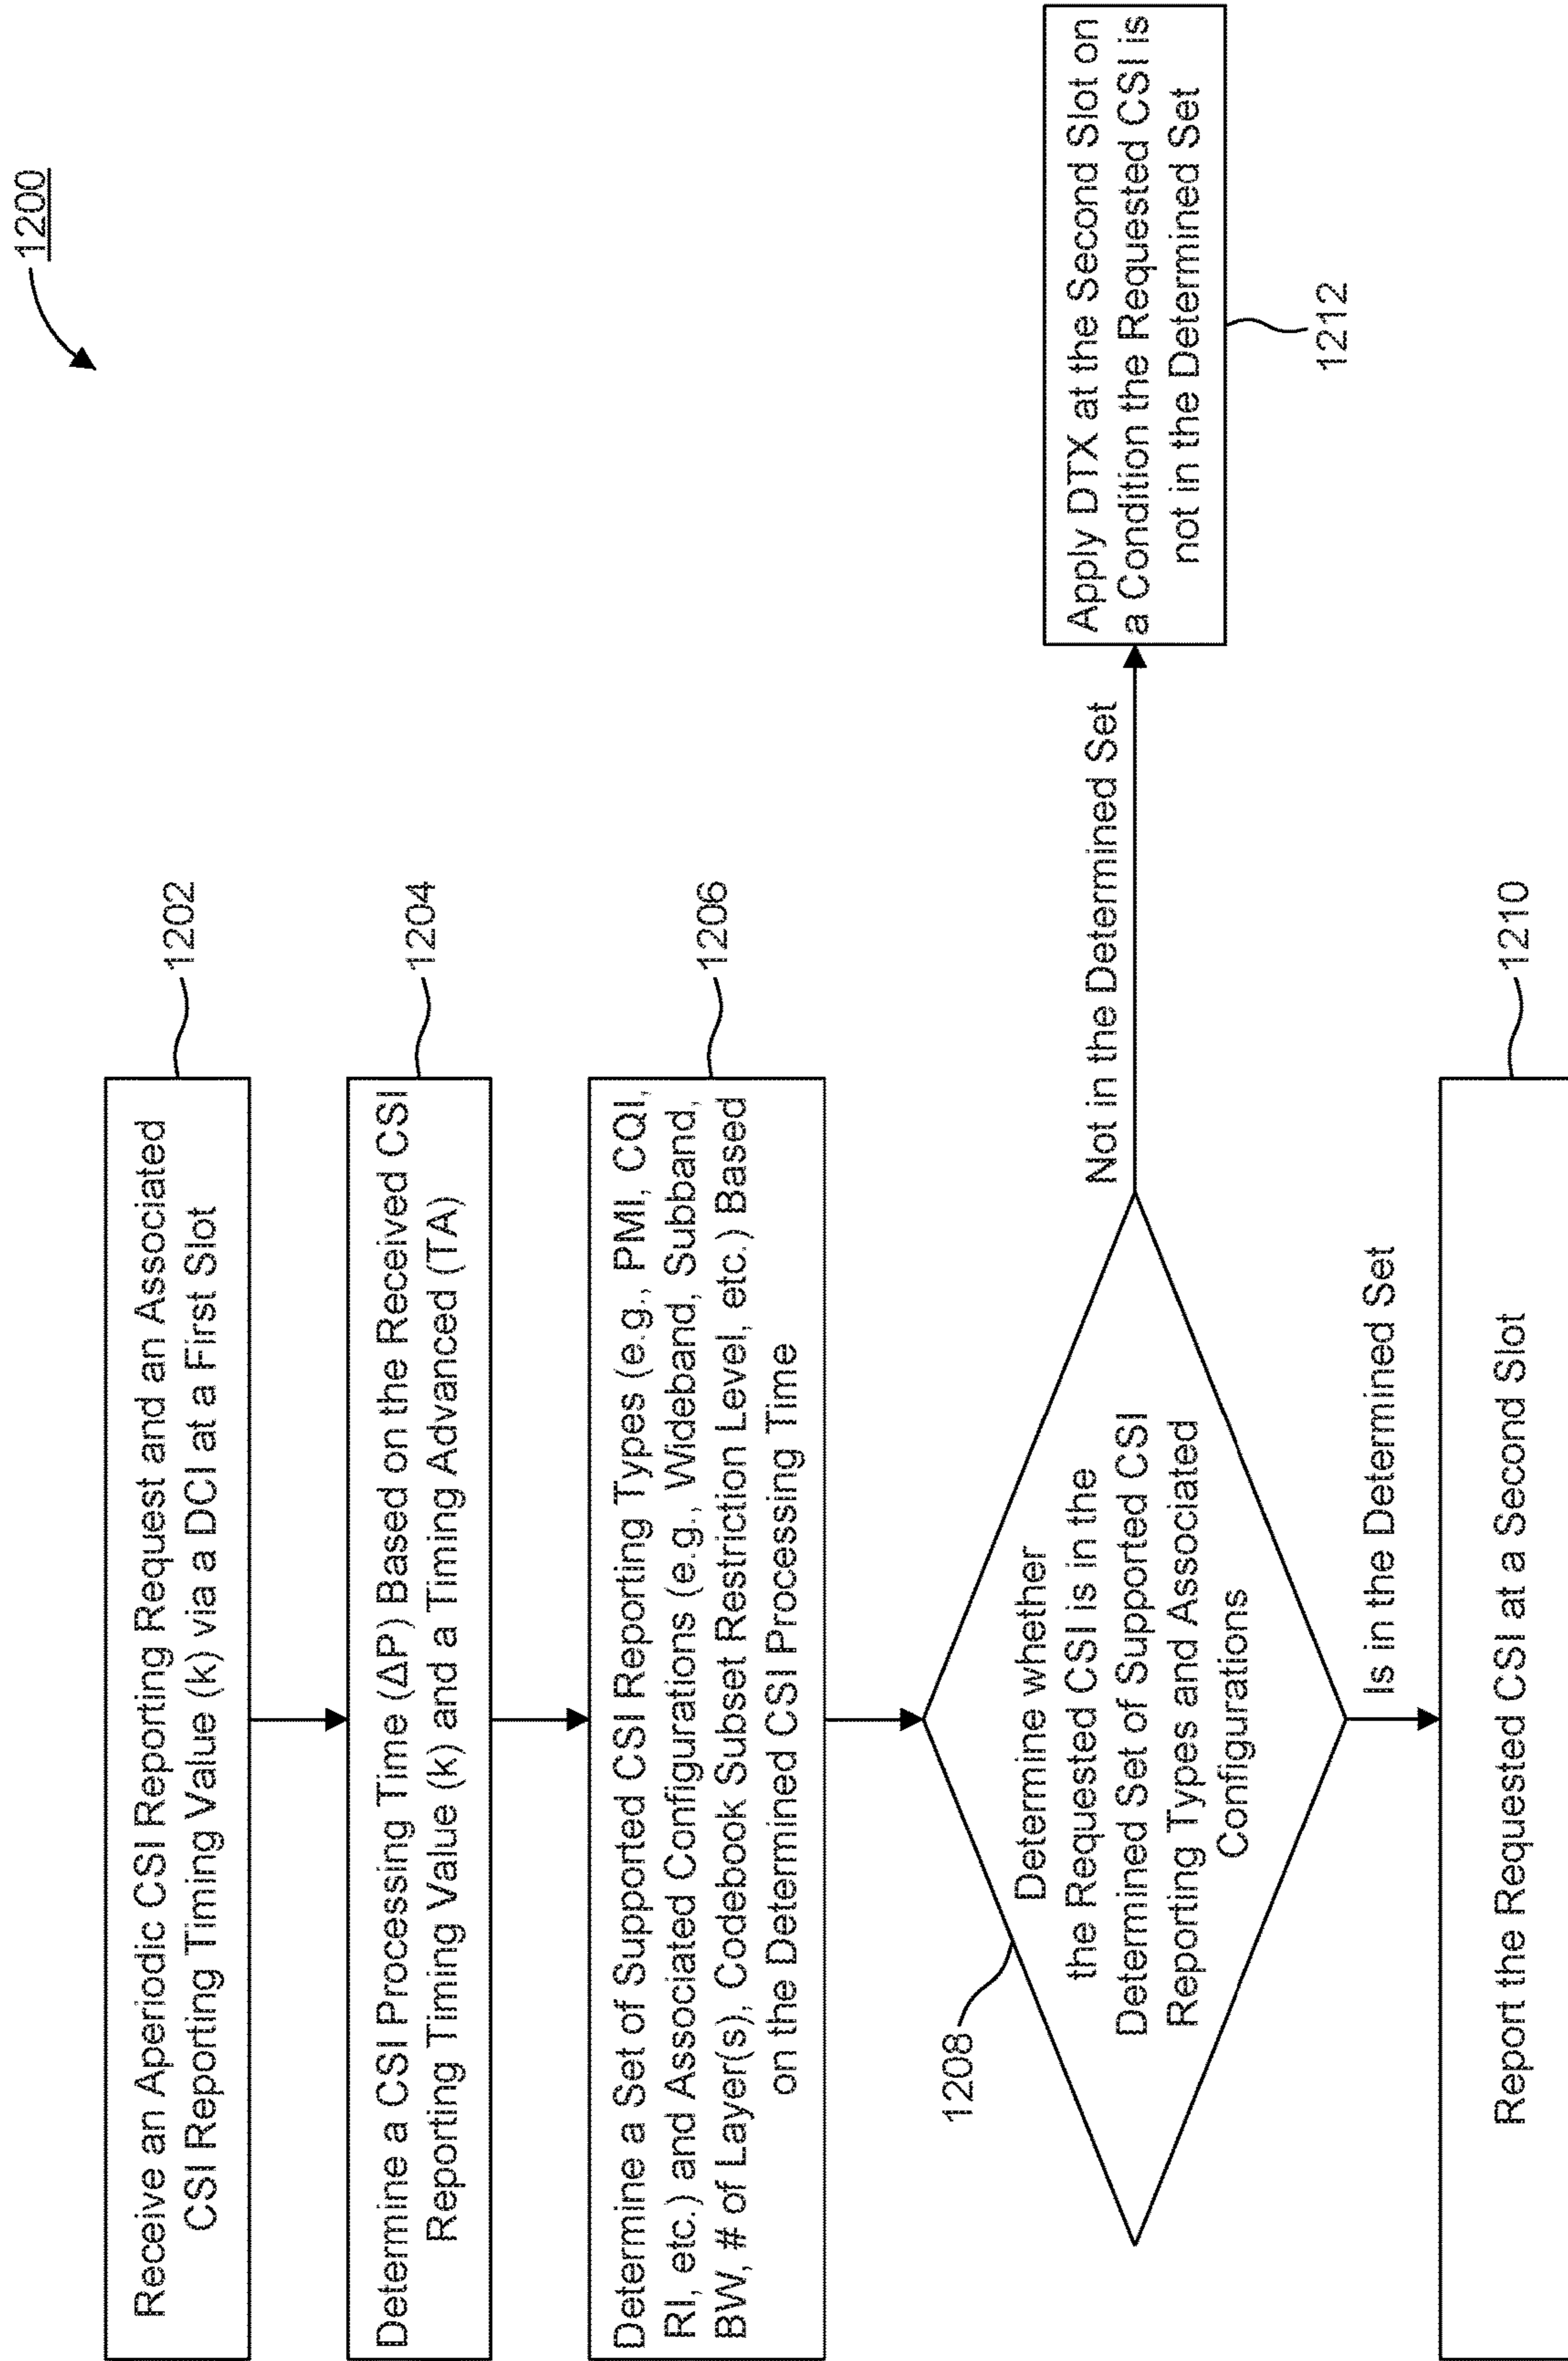 1200
Receive an Aperiodic CSI Reporting Request and an Associated
CSI Reporting Timing Value (k) via a DCI at a First Slot
1202
Determine a CSI Processing Time (ΔP) Based on the Received CSI
Reporting Timing Value (k) and a Timing Advanced (TA)
1204
Determine a Set of Supported CSI Reporting Types (e.g., PMI, CQI,
RI, etc.) and Associated Configurations (e.g., Wideband, Subband,
BW, # of Layer(s), Codebook Subset Restriction Level, etc.) Based
on the Determined CSI Processing Time
1206
1208
Determine whether
the Requested CSI is in the
Determined Set of Supported CSI
Reporting Types and Associated
Configurations
Not in the Determined Set
Apply DTX at the Second Slot on
a Condition the Requested CSI is
not in the Determined Set
1212
Is in the Determined Set
Report the Requested CSI at a Second Slot
1210